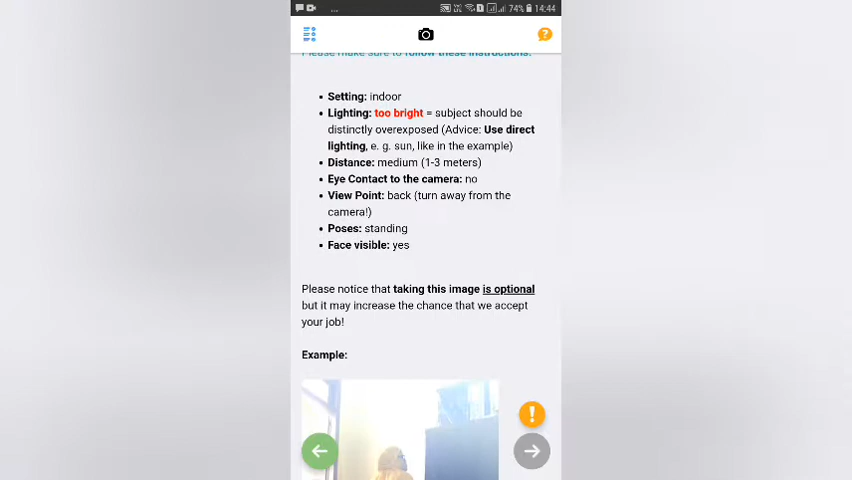 ... 74% 14:44
Please make sure to follow these instructions:
• Setting: indoor
• Lighting: too bright = subject should be
distinctly overexposed (Advice: Use direct
lighting, e. g. sun, like in the example)
• Distance: medium (1-3 meters)
• Eye Contact to the camera: no
• View Point: back (turn away from the
camera!)
• Poses: standing
• Face visible: yes
Please notice that taking this image is optional
but it may increase the chance that we accept
your job!
Example: